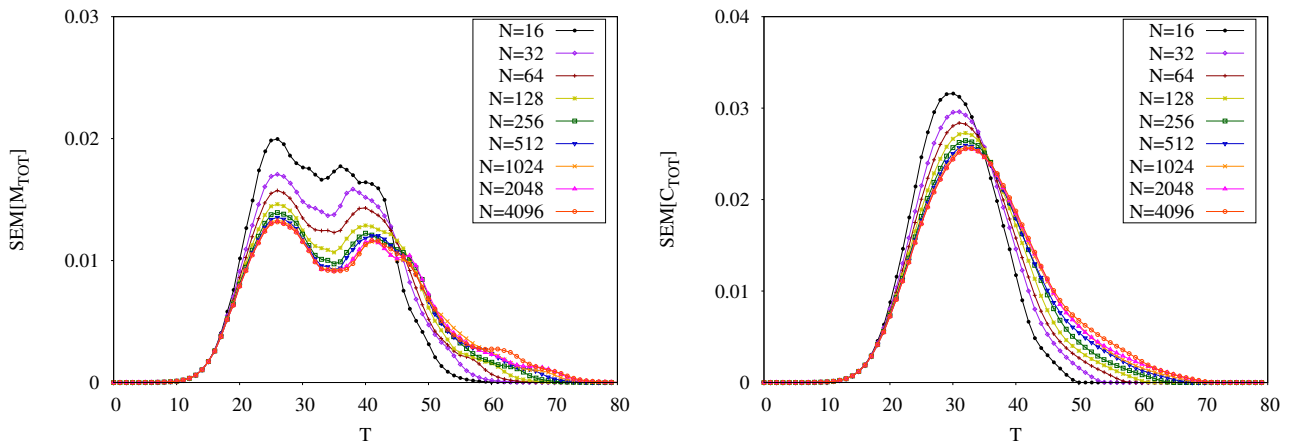 0.03
0.02
0.01
0
0 10 20 30 40 50 60 70 80
SEM[M_TOT]
T
N=16
N=32
N=64
N=128
N=256
N=512
N=1024
N=2048
N=4096
0.04
0.03
0.02
0.01
0
0 10 20 30 40 50 60 70 80
SEM[C_TOT]
T
N=16
N=32
N=64
N=128
N=256
N=512
N=1024
N=2048
N=4096